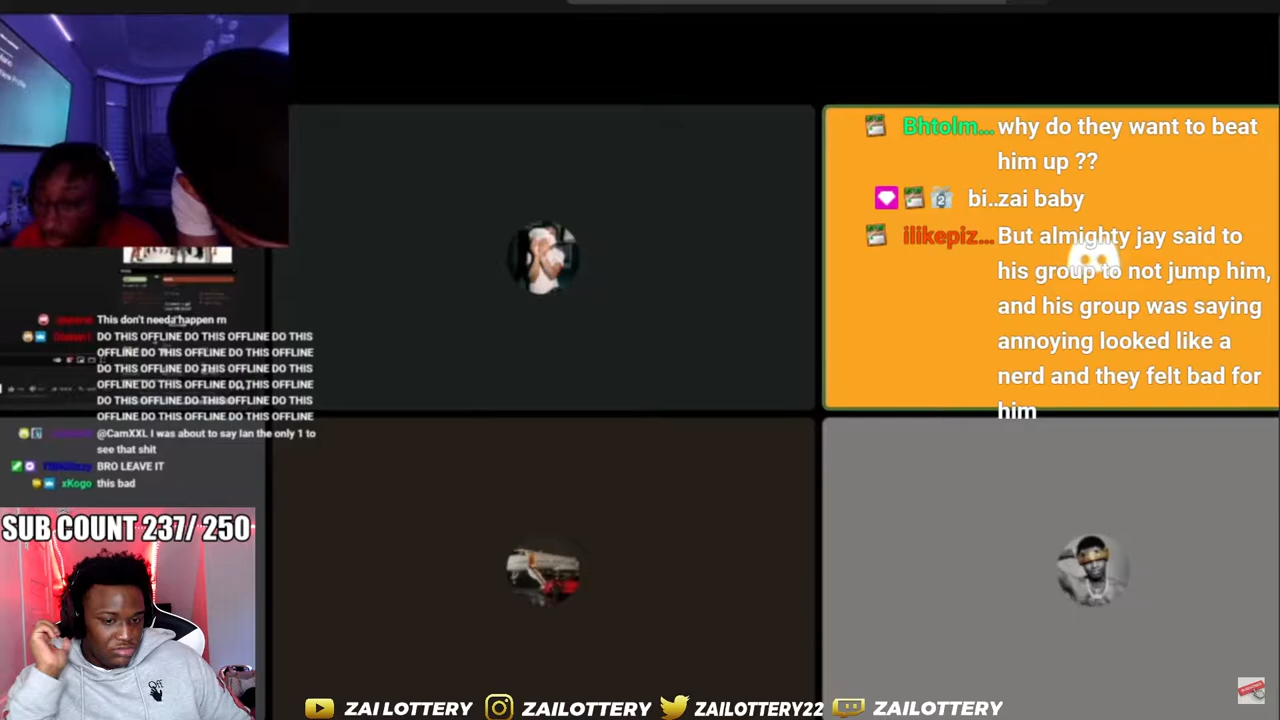 Bhtolm... why do they want to beat
him up ??
2 bi.. zai baby
ilikepiz... But almighty jay said to
his group to not jump him,
and his group was saying
annoying looked like a
nerd and they felt bad for
him
This don't needa happen rn
DO THIS OFFLINE DO THIS OFFLINE DO THIS
OFFLINE DO THIS OFFLINE DO THIS OFFLINE
DO THIS OFFLINE DO THIS OFFLINE DO THIS
OFFLINE DO THIS OFFLINE DO THIS OFFLINE
DO THIS OFFLINE DO THIS OFFLINE DO THIS
OFFLINE DO THIS OFFLINE DO THIS OFFLINE
@CamXXL I was about to say Ian the only 1 to
see that shit
BRO LEAVE IT
xKogo this bad
SUB COUNT 237/ 250
ZAI LOTTERY ZAILOTTERY ZAILOTTERY22 ZAILOTTERY